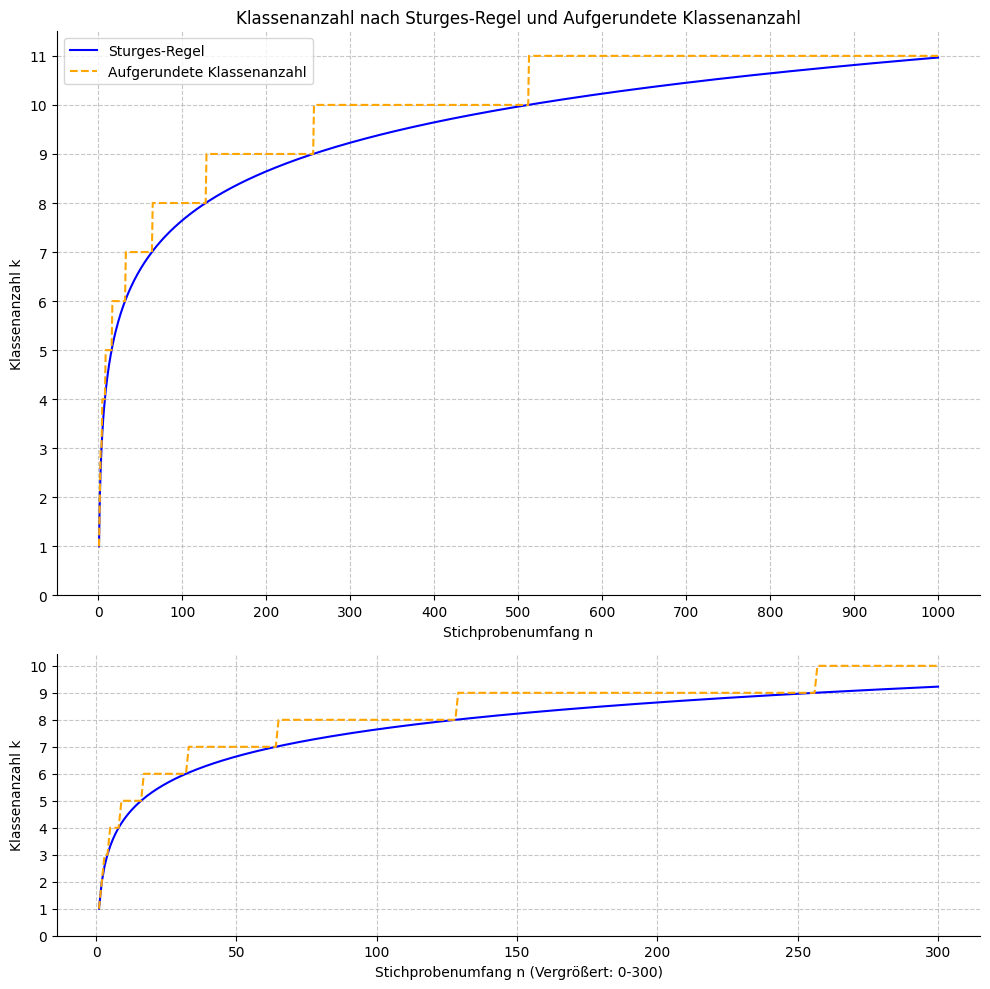 Klassenanzahl nach Sturges-Regel und Aufgerundete Klassenanzahl
Sturges-Regel
Aufgerundete Klassenanzahl
Klassenanzahl k
11
10
9
8
7
6
5
4
3
2
1
0
0 100 200 300 400 500 600 700 800 900 1000
Stichprobenumfang n
Klassenanzahl k
10
9
8
7
6
5
4
3
2
1
0
0 50 100 150 200 250 300
Stichprobenumfang n (Vergrößert: 0-300)